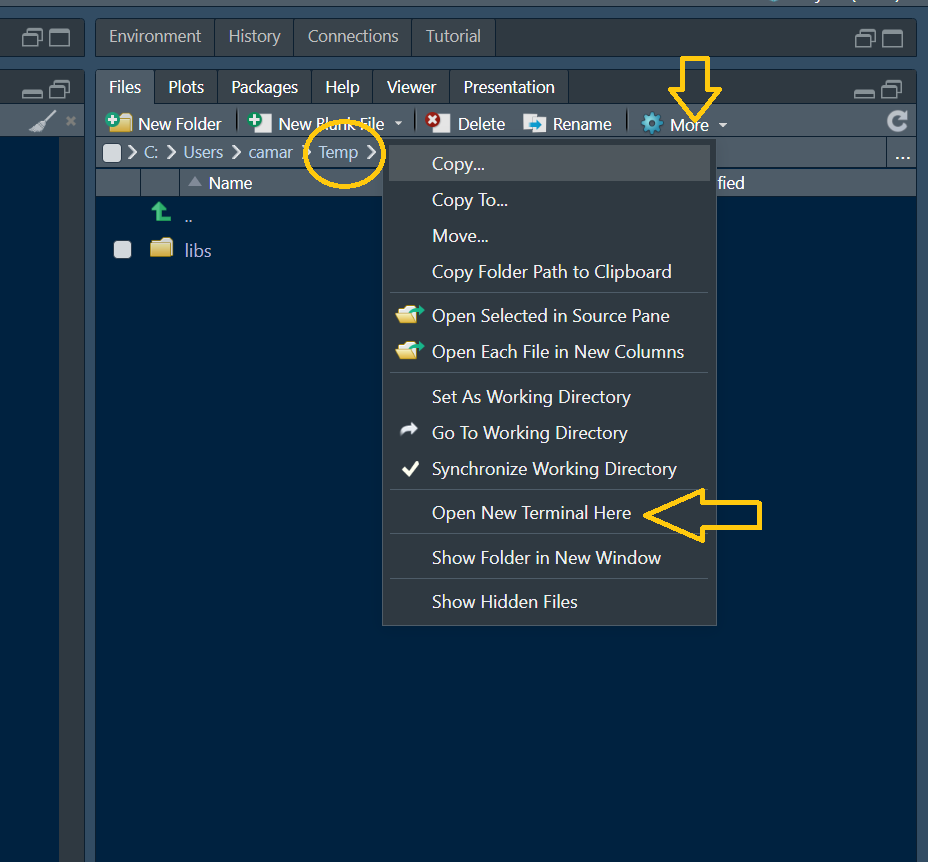 Environment History Connections Tutorial
Files Plots Packages Help Viewer Presentation
New Folder New Blank File Delete Rename More
C: Users camar Temp ...
Name fied
..
libs
Copy...
Copy To...
Move...
Copy Folder Path to Clipboard
Open Selected in Source Pane
Open Each File in New Columns
Set As Working Directory
Go To Working Directory
Synchronize Working Directory
Open New Terminal Here
Show Folder in New Window
Show Hidden Files